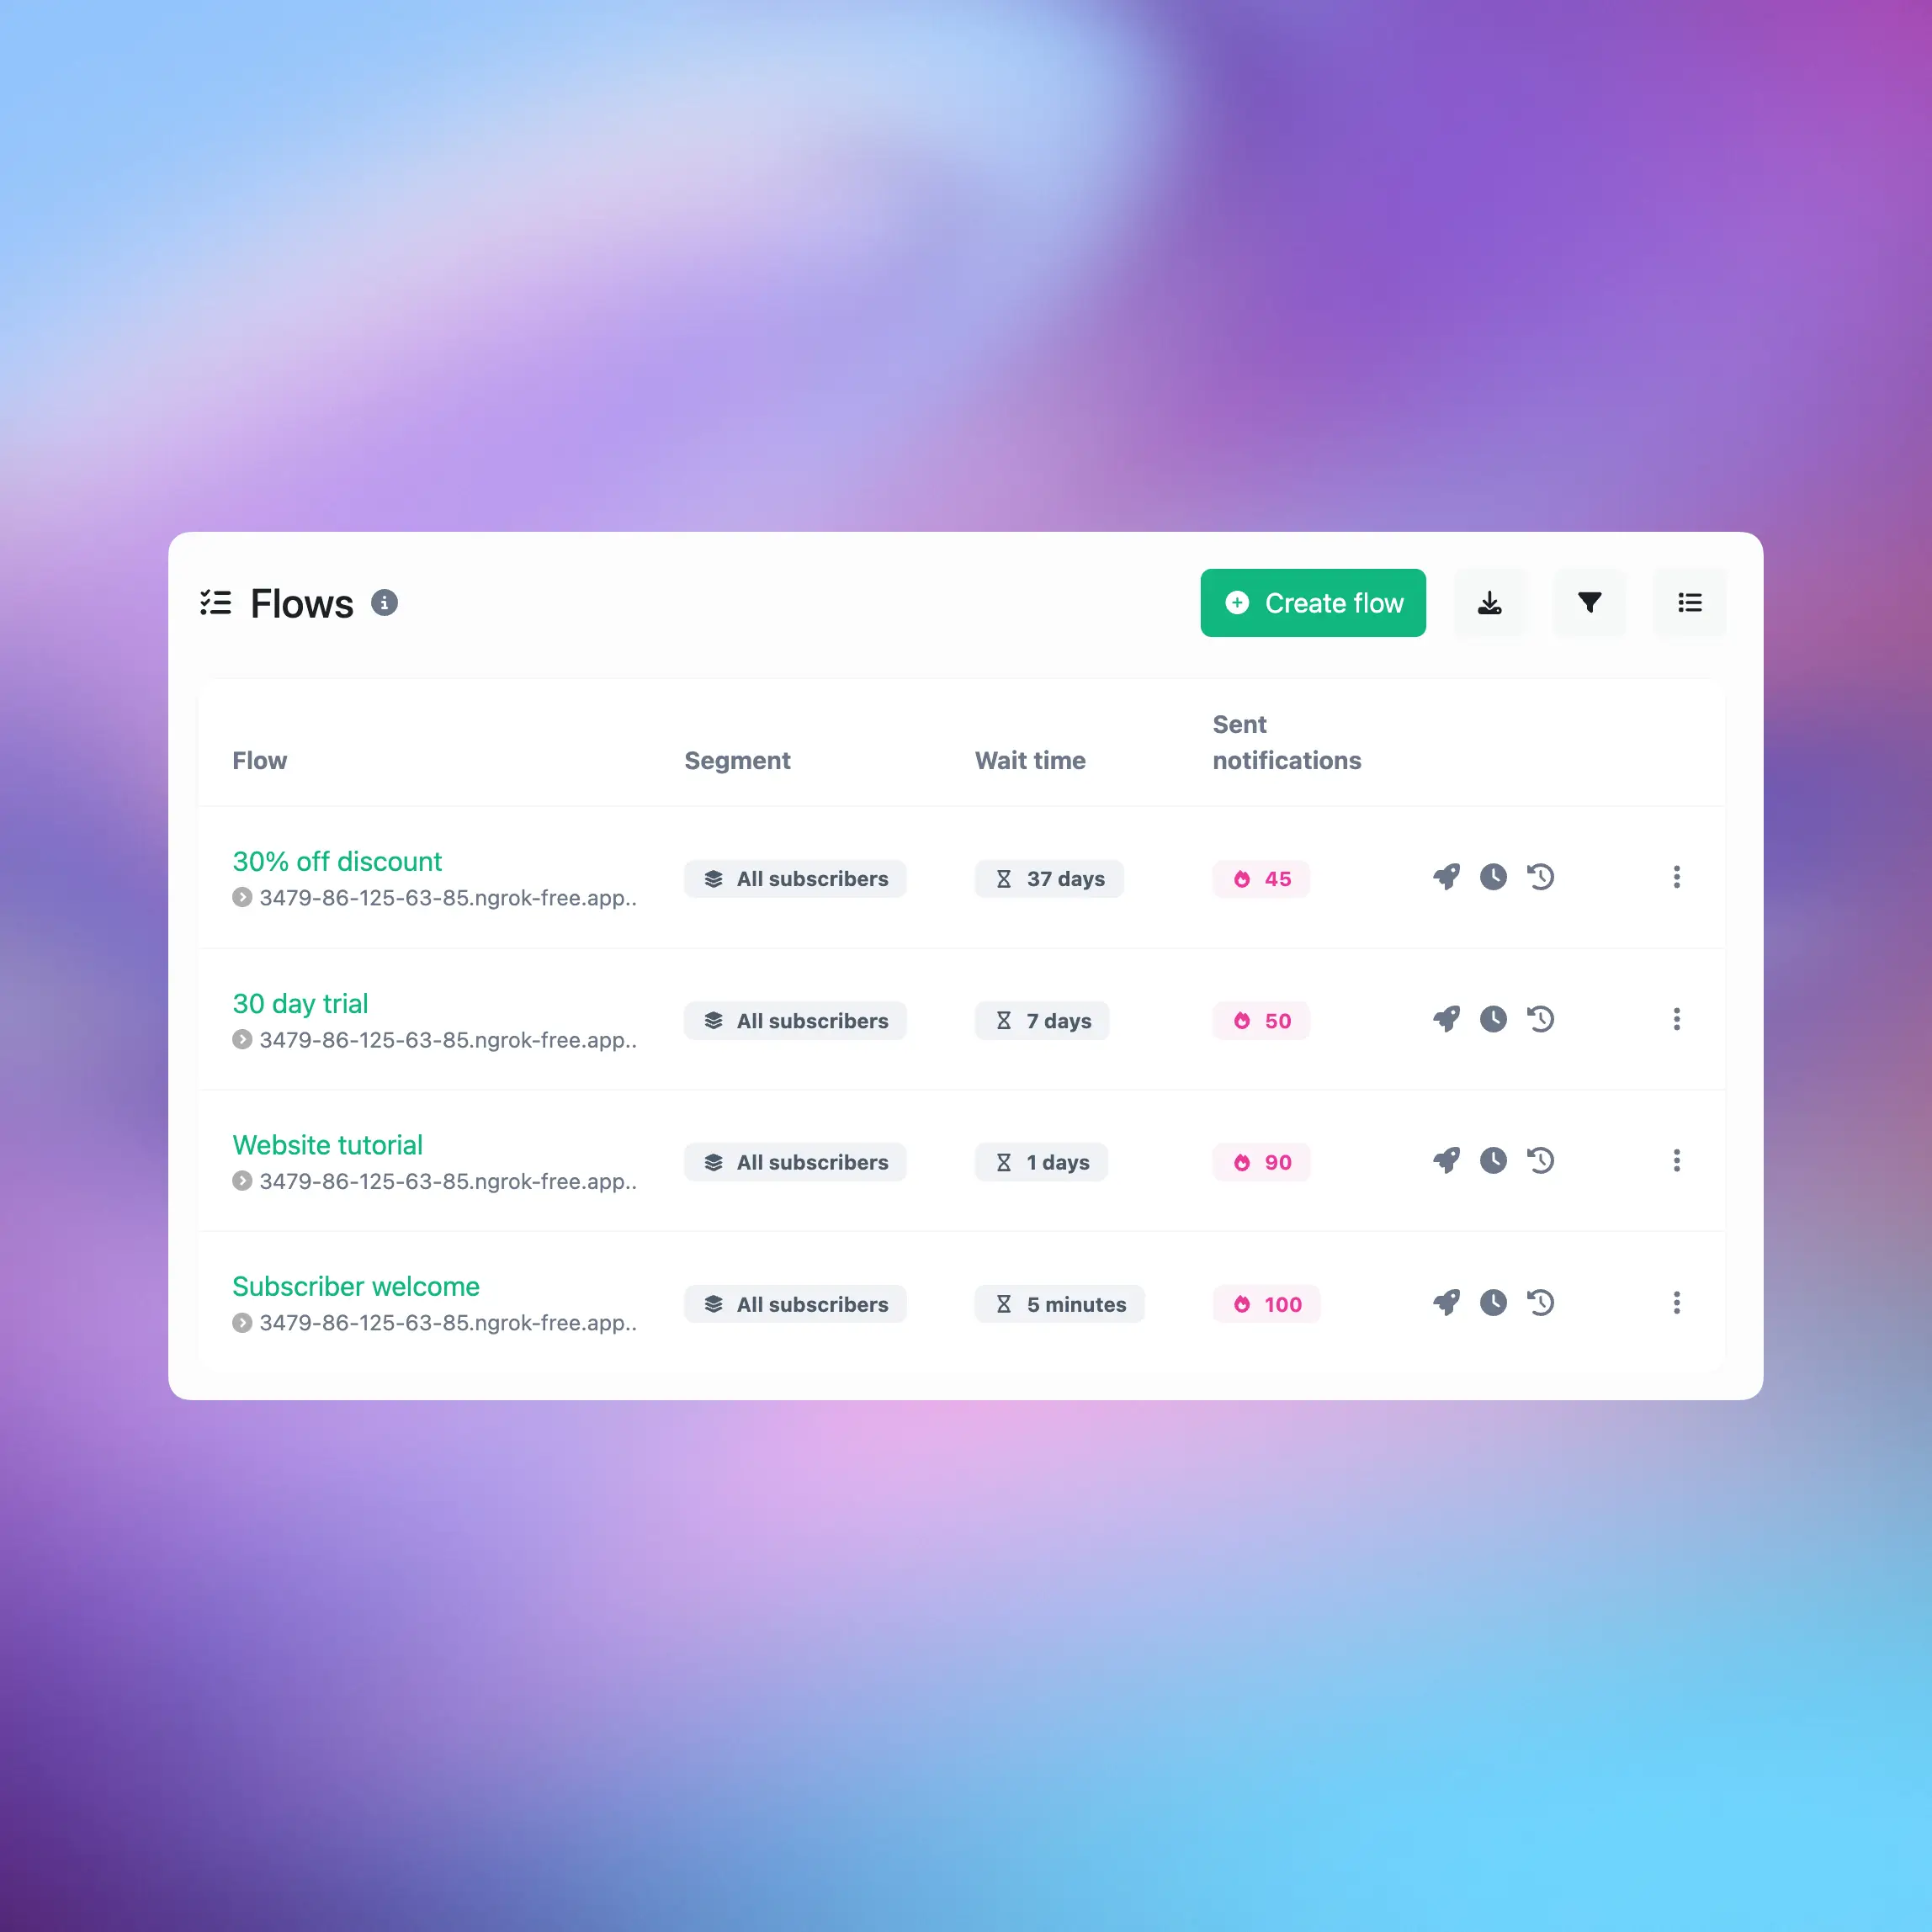 Flows
Create flow
Flow
Segment
Wait time
Sent
notifications
30% off discount
3479-86-125-63-85.ngrok-free.app..
All subscribers
37 days
45
30 day trial
3479-86-125-63-85.ngrok-free.app..
All subscribers
7 days
50
Website tutorial
3479-86-125-63-85.ngrok-free.app..
All subscribers
1 days
90
Subscriber welcome
3479-86-125-63-85.ngrok-free.app..
All subscribers
5 minutes
100